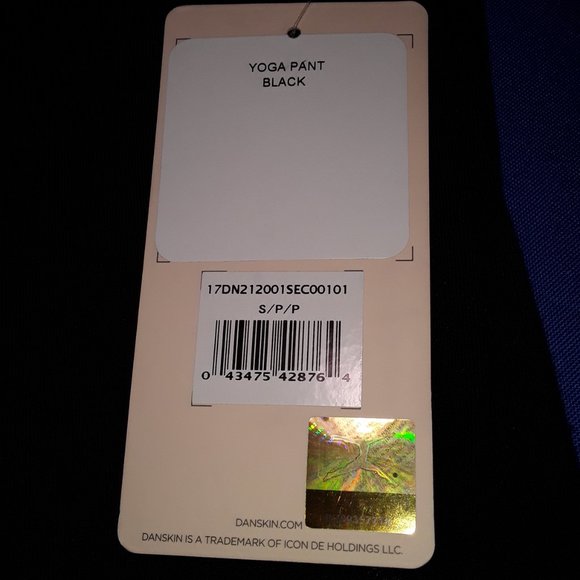 YOGA PANT
BLACK
17DN212001SEC00101
S/P/P
0 43475 42876 4
DANSKIN.COM
DANSKIN IS A TRADEMARK OF ICON DE HOLDINGS LLC.